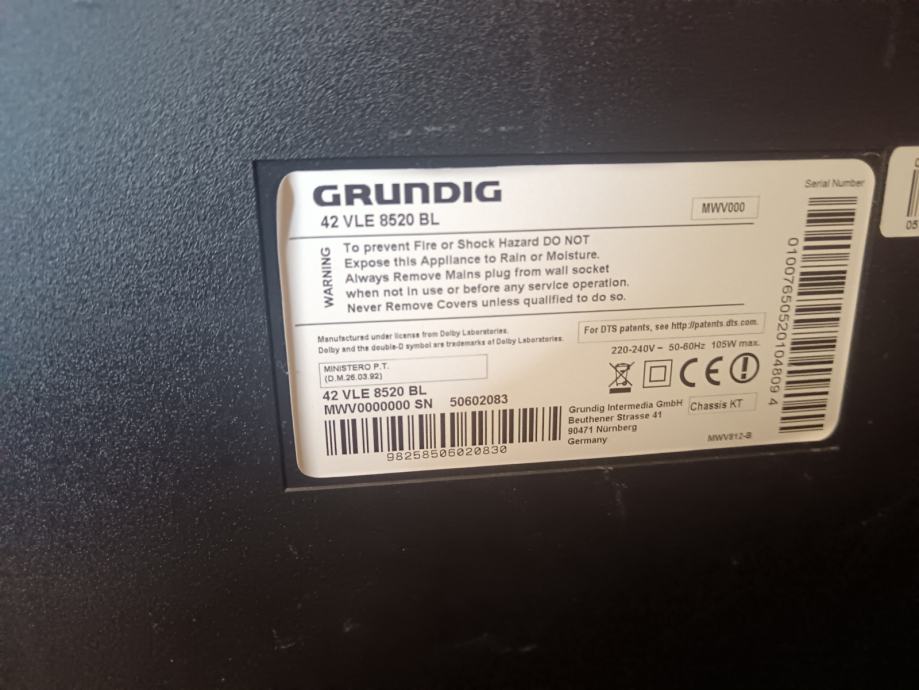 GRUNDIG
42 VLE 8520 BL
MWV000
Serial Number
WARNING
To prevent Fire or Shock Hazard DO NOT
Expose this Appliance to Rain or Moisture.
Always Remove Mains plug from wall socket
when not in use or before any service operation.
Never Remove Covers unless qualified to do so.
Manufactured under license from Dolby Laboratories.
Dolby and the double-D symbol are trademarks of Dolby Laboratories.
For DTS patents, see http://patents.dts.com.
220-240V ~ 50-60Hz 105W max.
MINISTERO P.T.
(D.M.26.03.92)
CE
42 VLE 8520 BL
MWV0000000 SN 50602083
98258506020830
Grundig Intermedia GmbH
Beuthener Strasse 41
90471 Nürnberg
Germany
Chassis KT
MWV812-B
01007650520104809 4
05